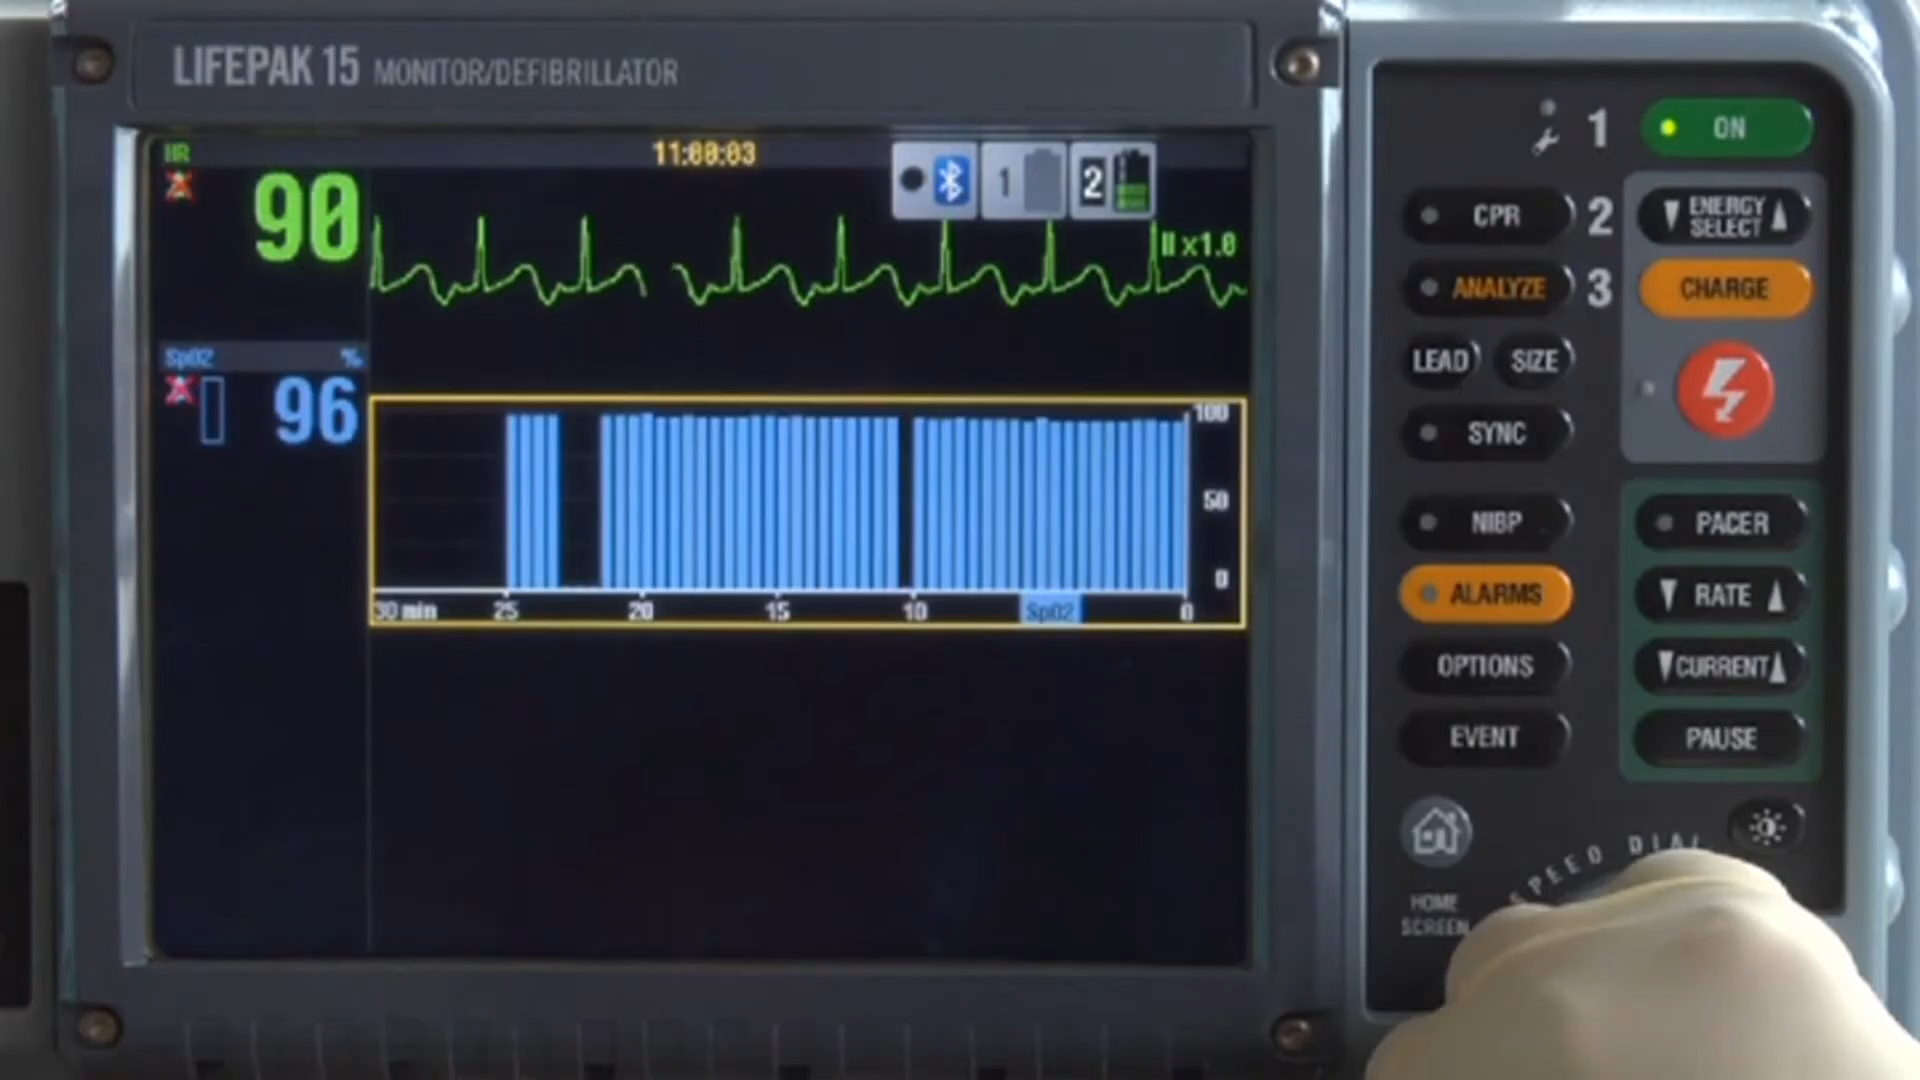 LIFEPAK 15 MONITOR/DEFIBRILLATOR
HR
11:00:03
1
2
90
II x1.0
SpO2 %
96
100
50
0
30 min 25 20 15 10 SpO2 0
1 ON
CPR 2 ENERGY SELECT
ANALYZE 3 CHARGE
LEAD SIZE
SYNC
NIBP PACER
ALARMS RATE
OPTIONS CURRENT
EVENT PAUSE
SPEED DIAL
HOME
SCREEN